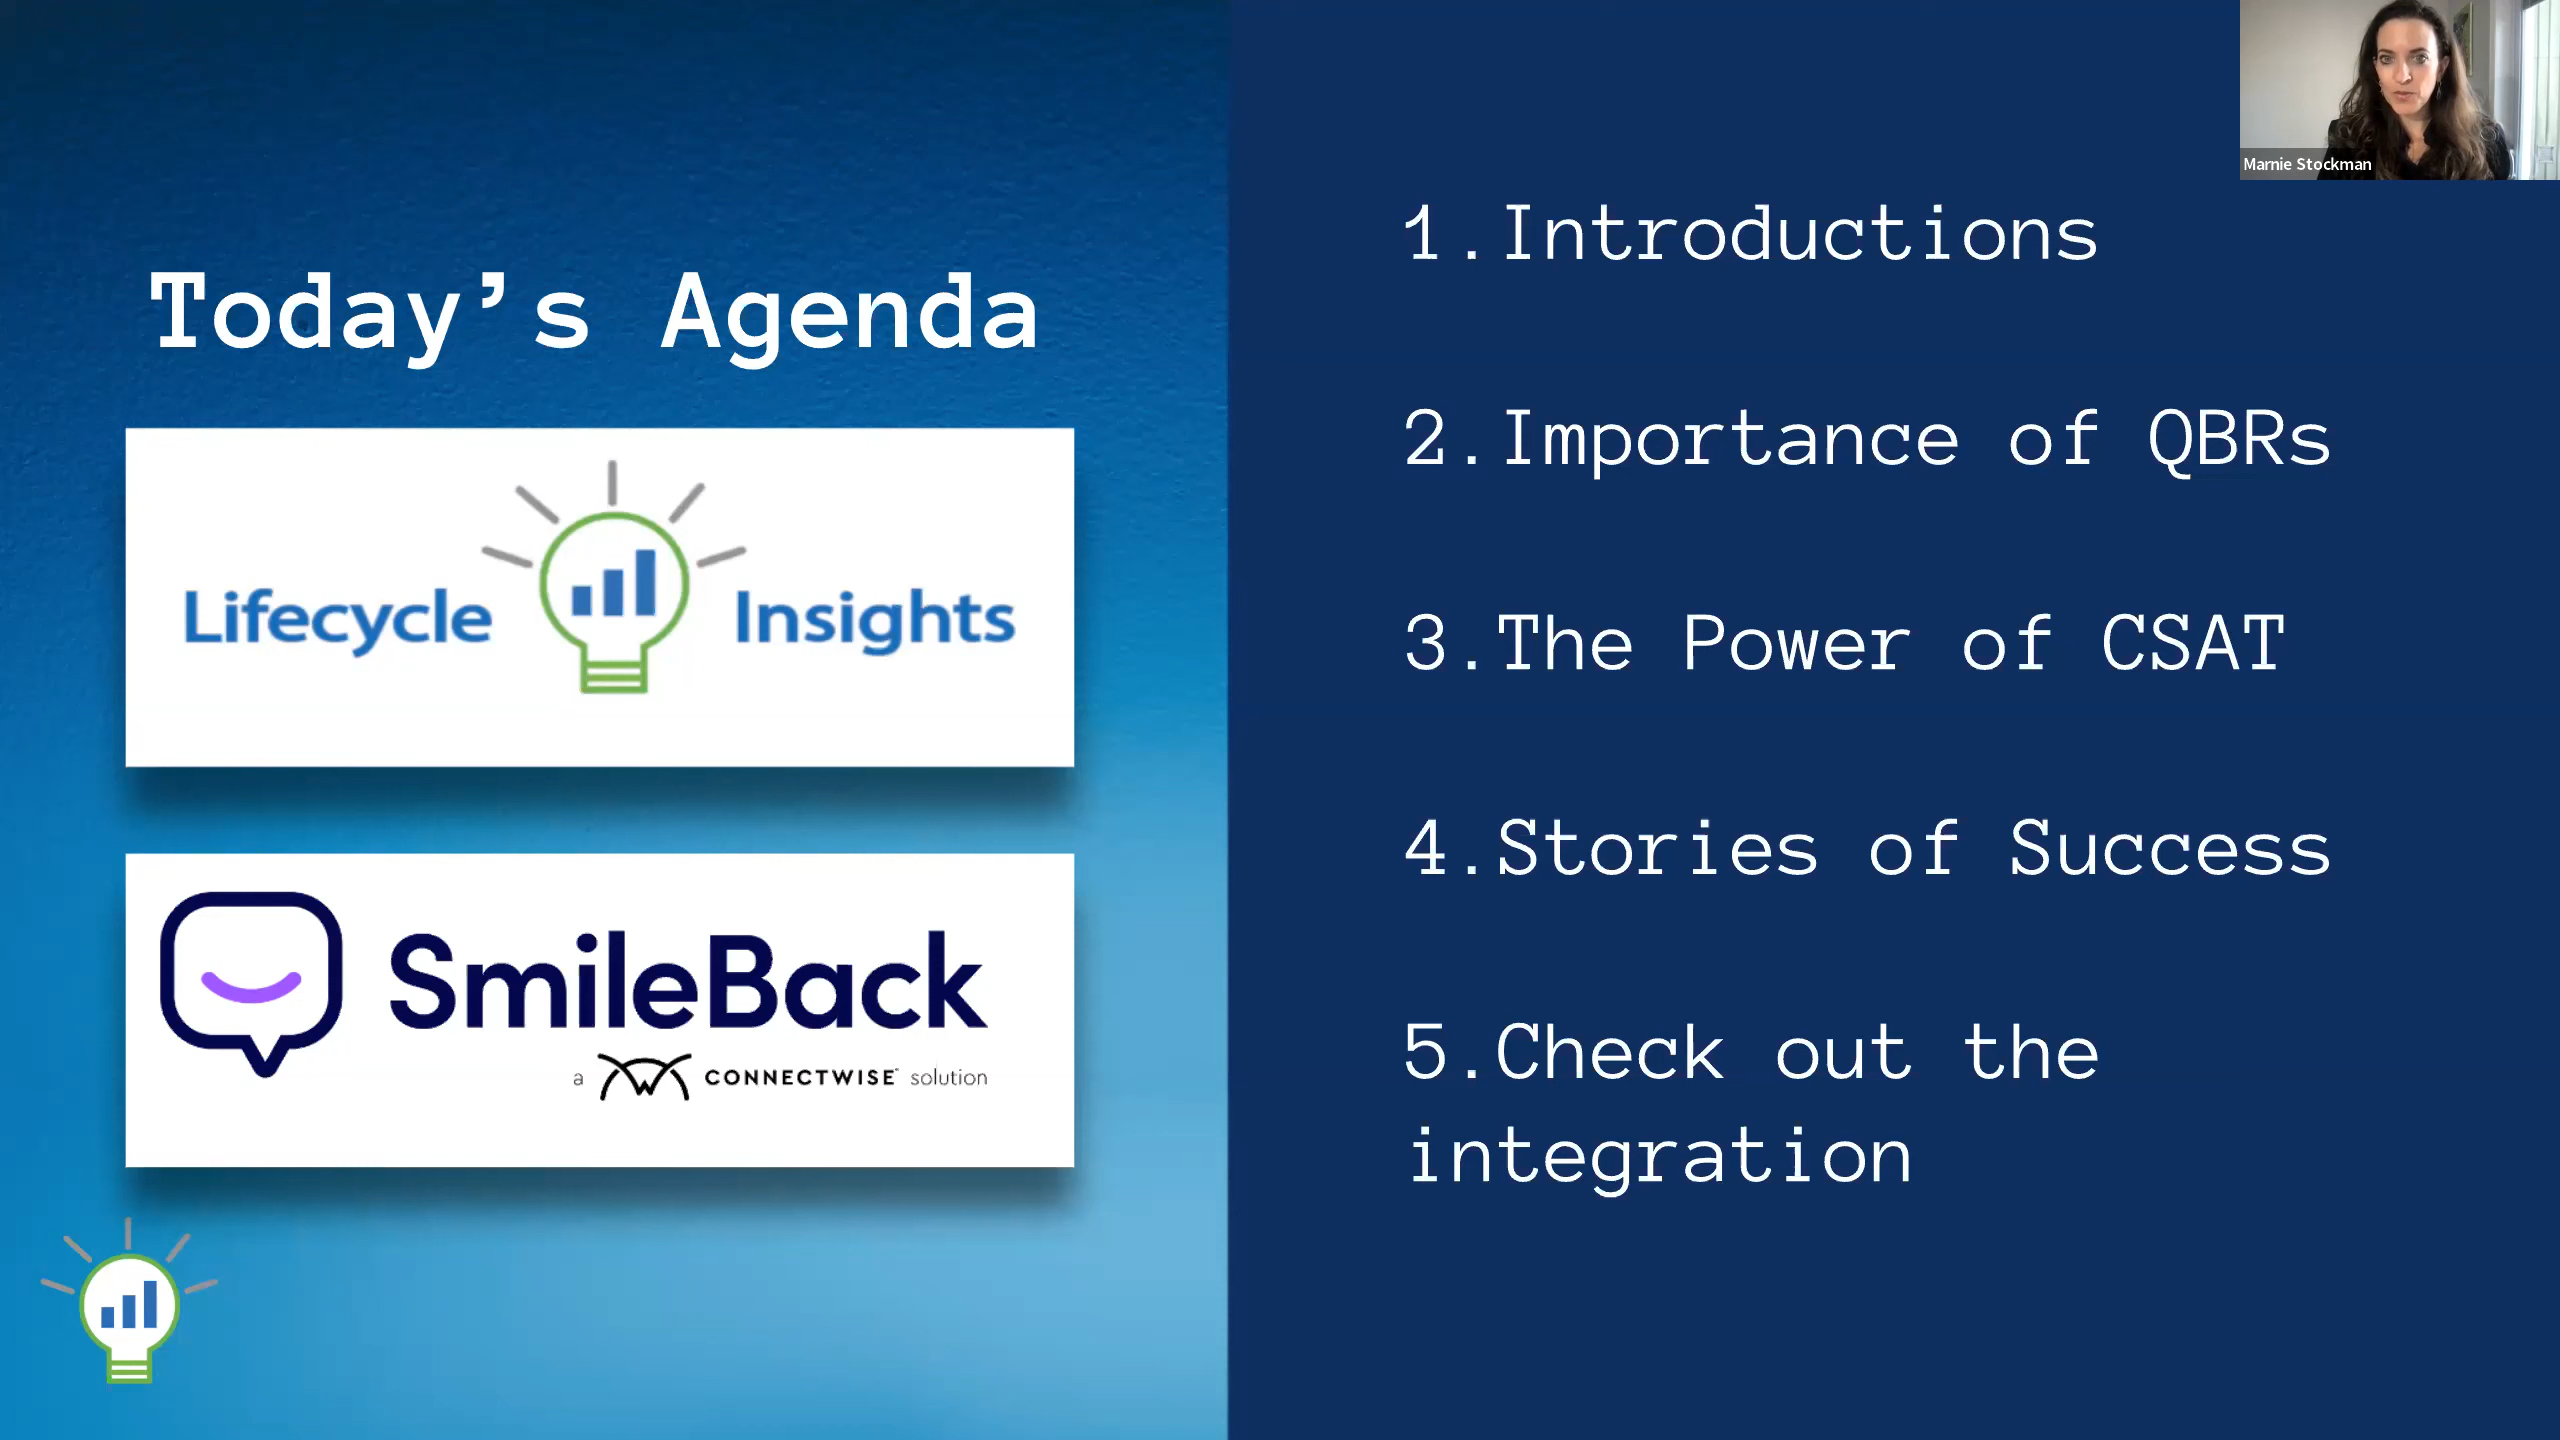 Today’s Agenda
Lifecycle Insights
SmileBack
a CONNECTWISE solution
Marnie Stockman
1.Introductions
2.Importance of QBRs
3.The Power of CSAT
4.Stories of Success
5.Check out the
integration